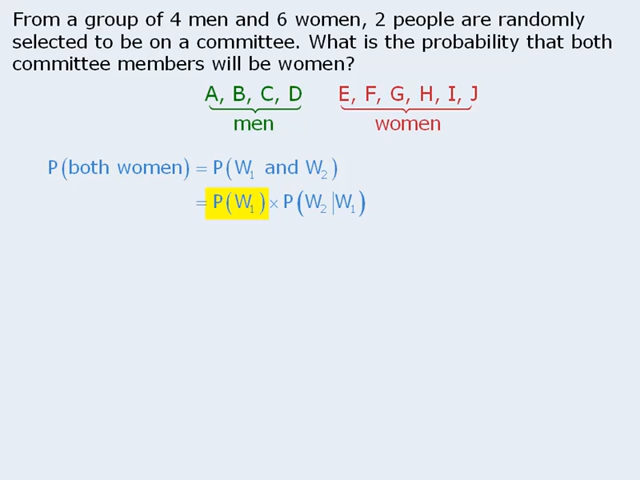 From a group of 4 men and 6 women, 2 people are randomly
selected to be on a committee. What is the probability that both
committee members will be women?
A, B, C, D E, F, G, H, I, J
men women
P(both women) = P(W₁ and W₂)
= P(W₁) × P(W₂|W₁)